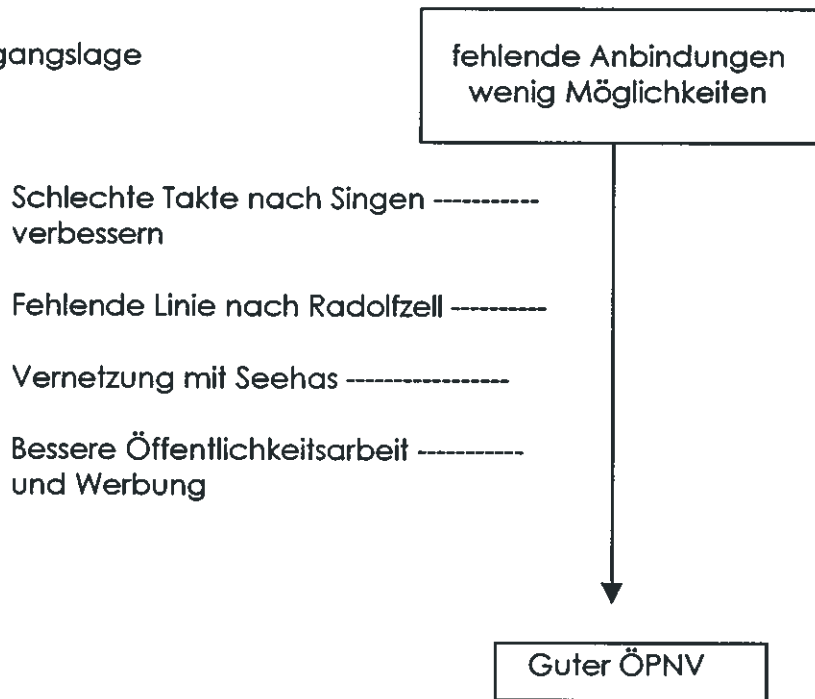 gangslage
fehlende Anbindungen
wenig Möglichkeiten
Schlechte Takte nach Singen -----------
verbessern
Fehlende Linie nach Radolfzell ----------
Vernetzung mit Seehas -----------------
Bessere Öffentlichkeitsarbeit -----------
und Werbung
Guter ÖPNV